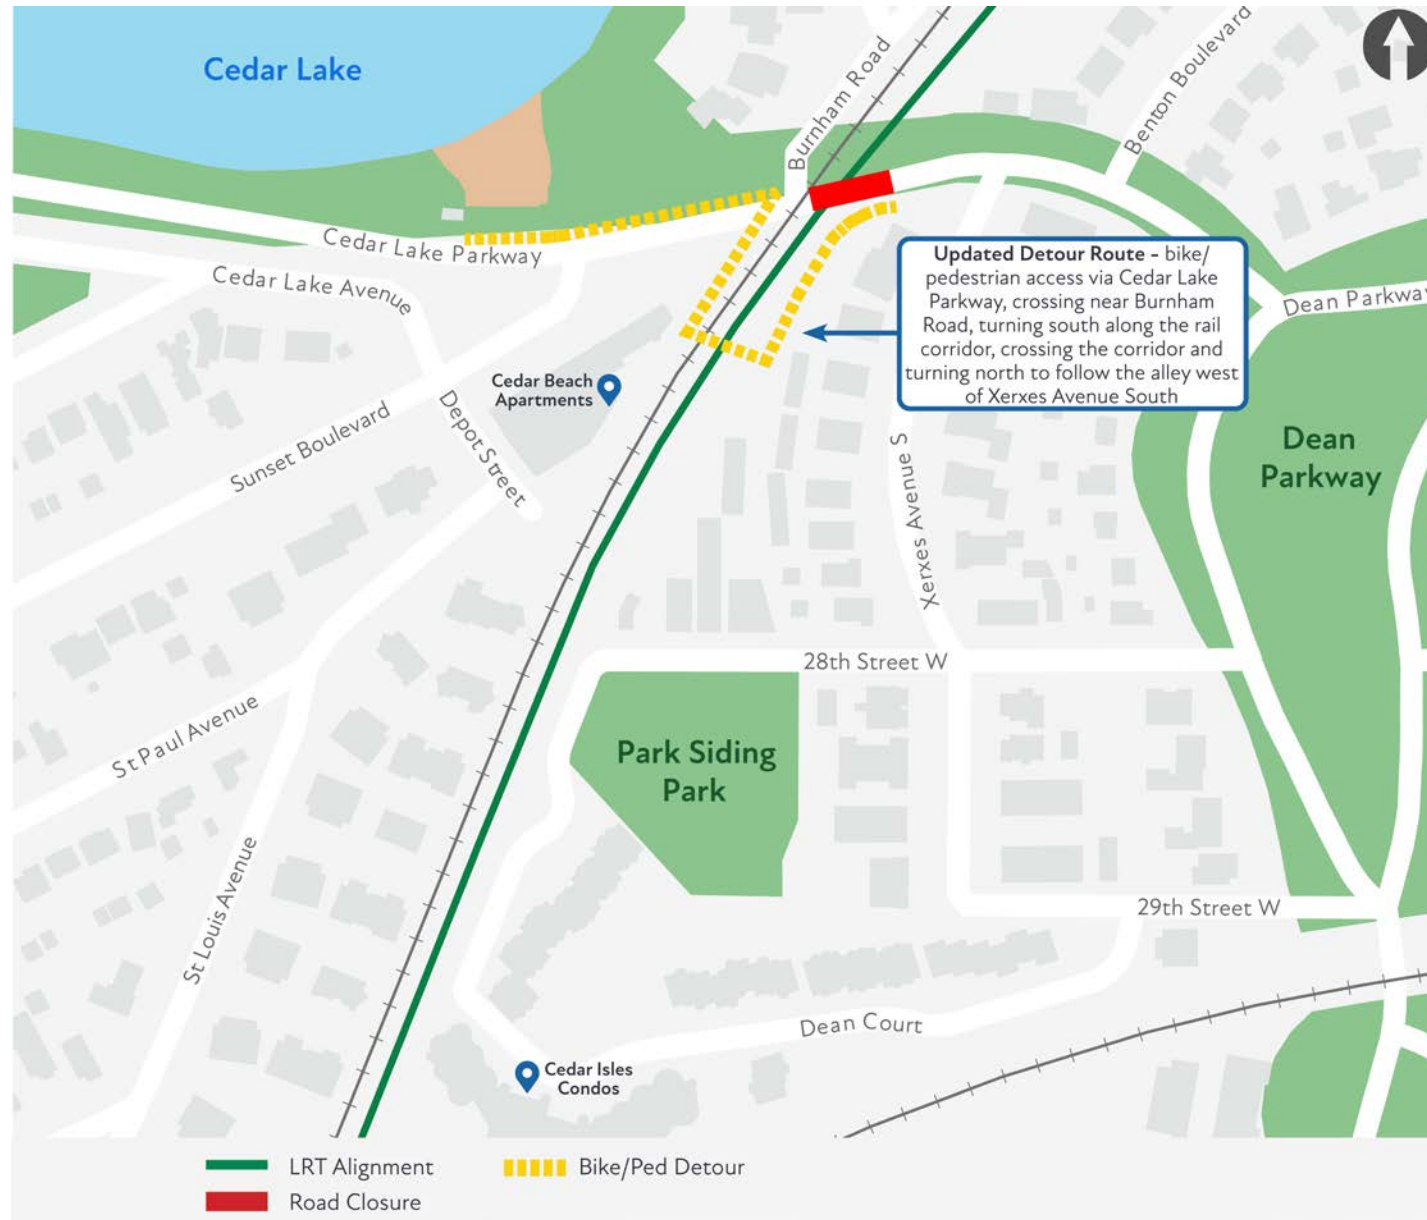 Cedar Lake
Burnham Road
Benton Boulevard
Cedar Lake Parkway
Cedar Lake Avenue
Updated Detour Route - bike/
pedestrian access via Cedar Lake
Parkway, crossing near Burnham
Road, turning south along the rail
corridor, crossing the corridor and
turning north to follow the alley west
of Xerxes Avenue South
Dean Parkway
Cedar Beach
Apartments
Depot Street
Sunset Boulevard
Dean
Parkway
Xerxes Avenue S
28th Street W
St Paul Avenue
Park Siding
Park
St Louis Avenue
29th Street W
Dean Court
Cedar Isles
Condos
LRT Alignment
Bike/Ped Detour
Road Closure